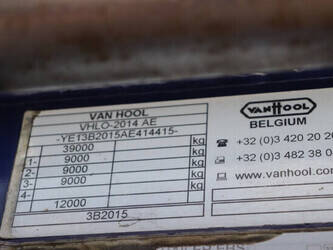 VAN HOOL
VHLO-2014 AE
-YE13B2015AE414415-
39000 kg
1- 9000 kg
2- 9000 kg
3- 9000 kg
4- kg
12000 kg
3B2015
VANHOOL
BELGIUM
+32 (0)3 420 20 20
+32 (0)3 482 38 0
www.vanhool.co